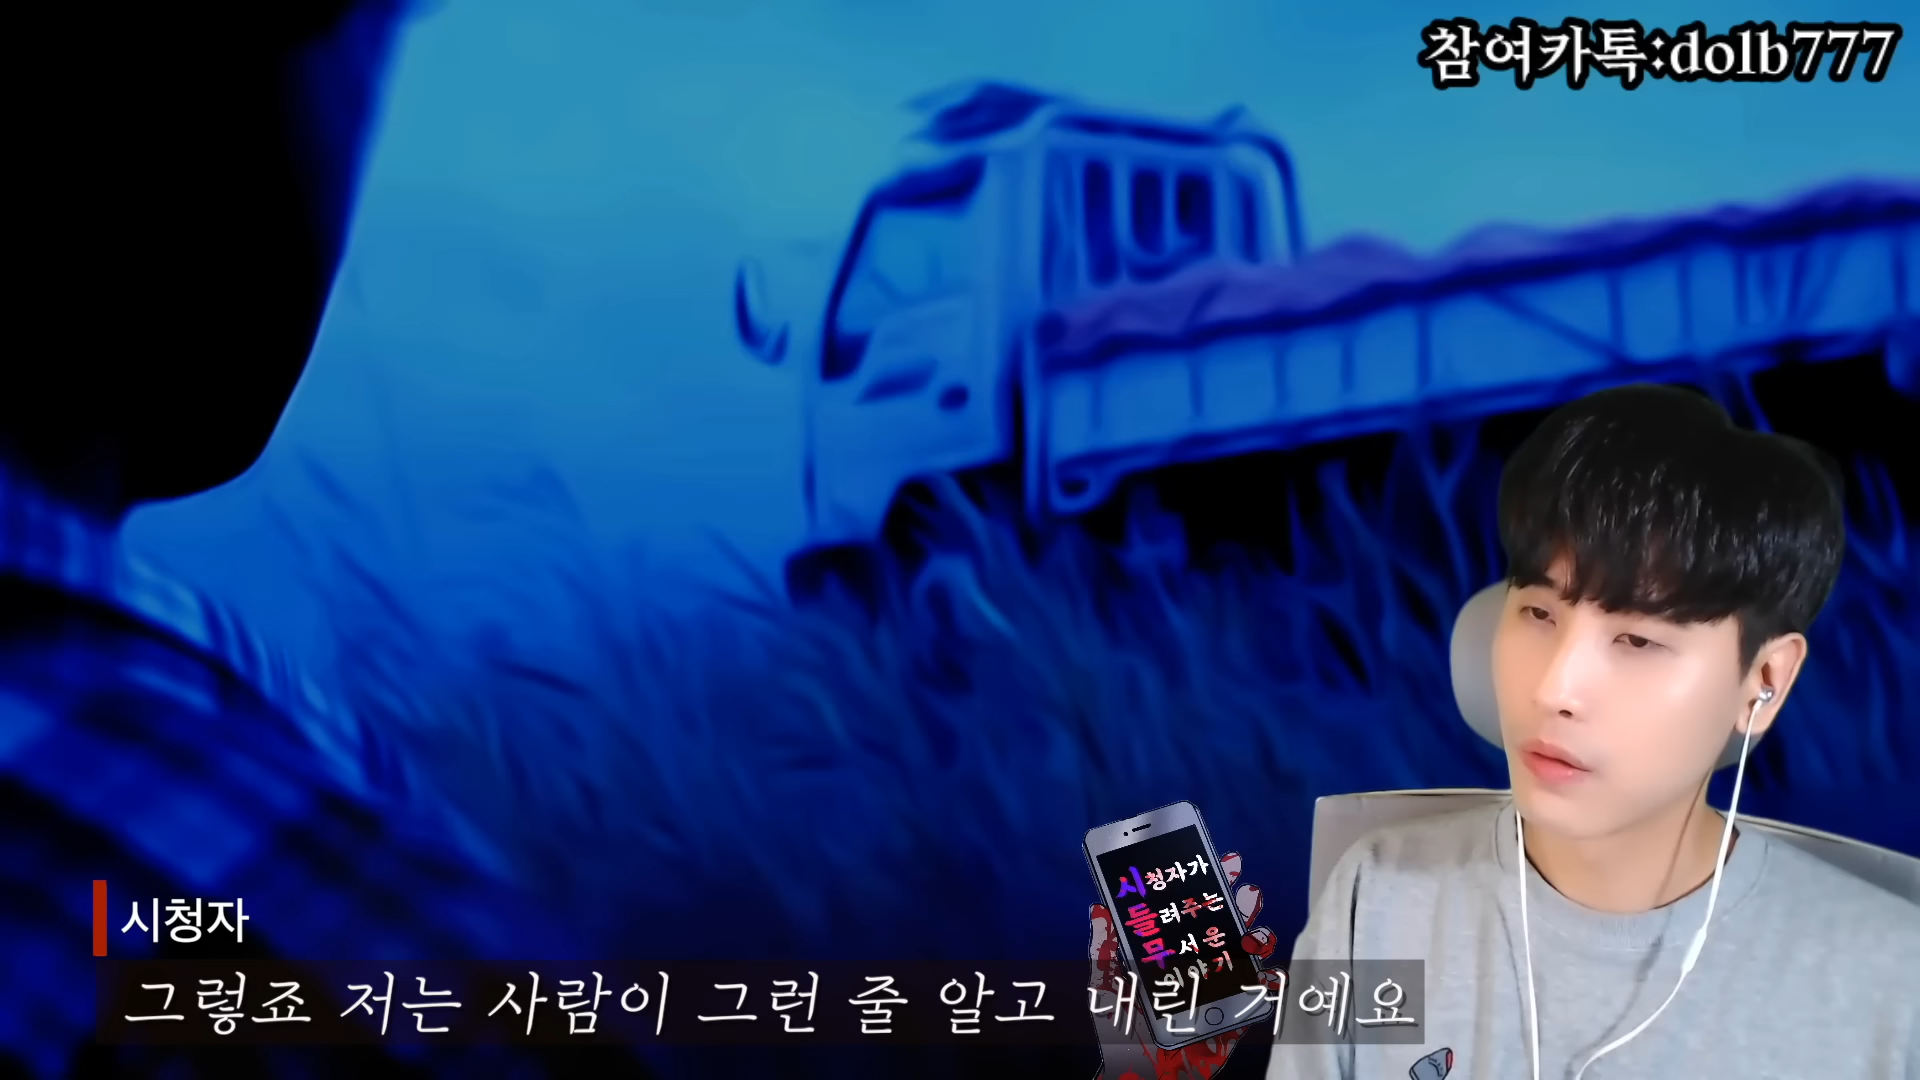 참여카톡:dolb777
시청자가
들려주는
무서운
이야기
시청자
그렇죠 저는 사람이 그런 줄 알고 내린 거예요